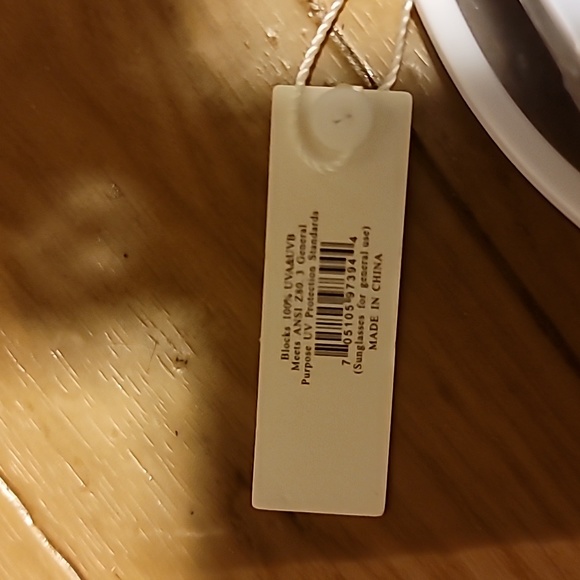 Blocks 100% UVA&UVB
Meets ANSI Z80.3 General
Purpose UV Protection Standards
7 05105 97394 4
(Sunglasses for general use)
MADE IN CHINA